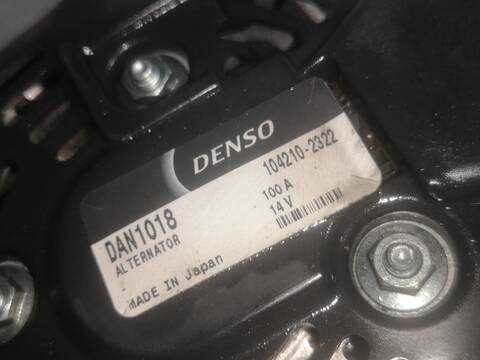 DENSO
104210-2322
DAN1018
100 A
ALTERNATOR
14 V
MADE IN Japan